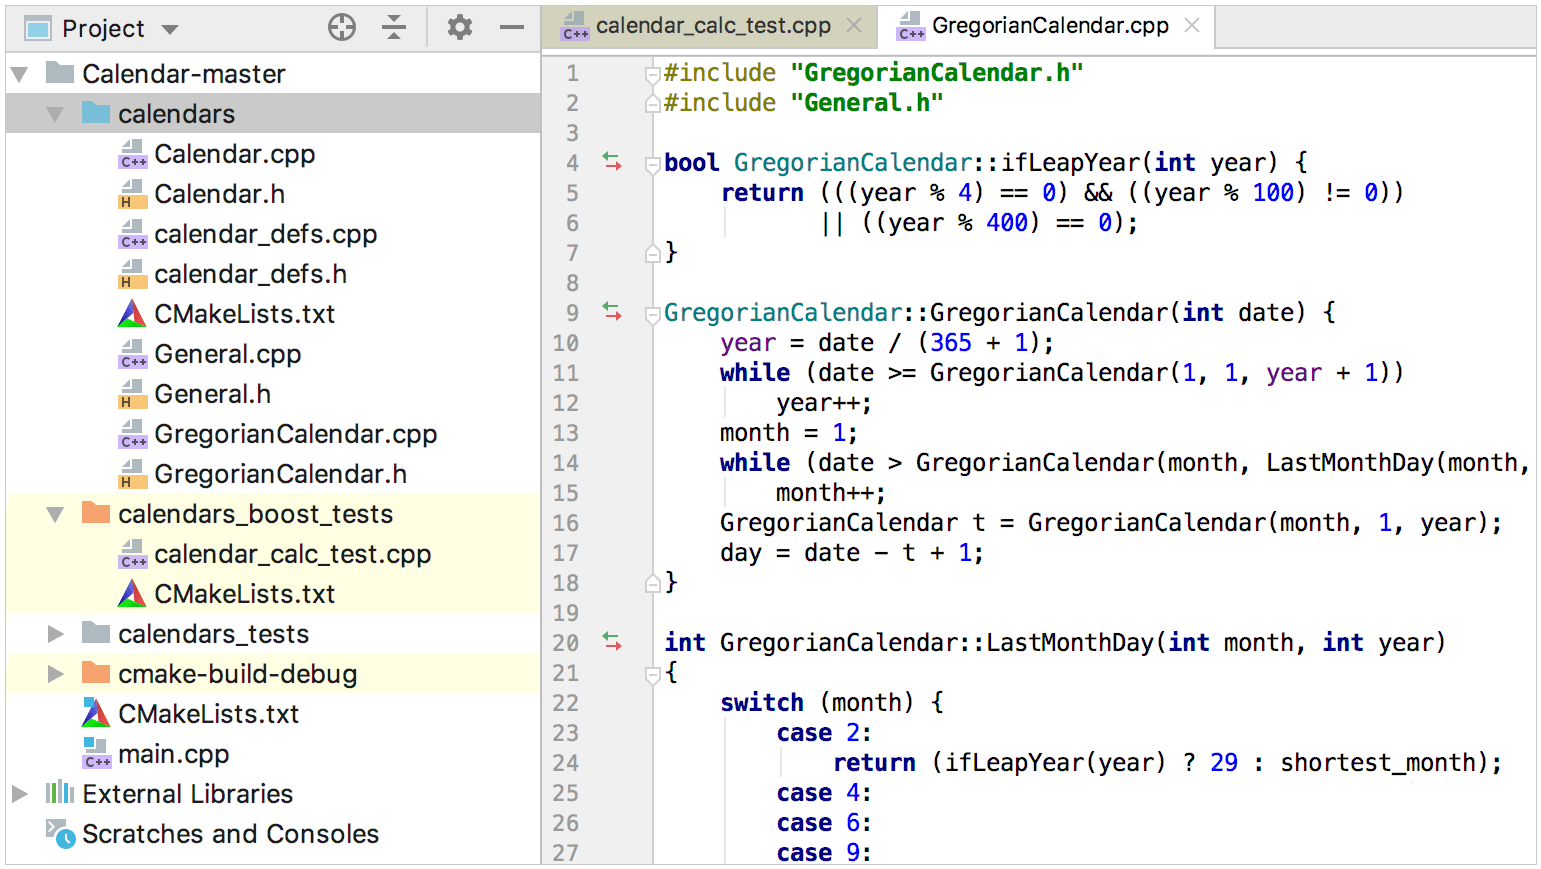 Project
Calendar-master
calendars
Calendar.cpp
Calendar.h
calendar_defs.cpp
calendar_defs.h
CMakeLists.txt
General.cpp
General.h
GregorianCalendar.cpp
GregorianCalendar.h
calendars_boost_tests
calendar_calc_test.cpp
CMakeLists.txt
calendars_tests
cmake-build-debug
CMakeLists.txt
main.cpp
External Libraries
Scratches and Consoles
calendar_calc_test.cpp GregorianCalendar.cpp
1 #include "GregorianCalendar.h"
2 #include "General.h"
3
4 bool GregorianCalendar::ifLeapYear(int year) {
5     return (((year % 4) == 0) && ((year % 100) != 0))
6            || ((year % 400) == 0);
7 }
8
9 GregorianCalendar::GregorianCalendar(int date) {
10     year = date / (365 + 1);
11     while (date >= GregorianCalendar(1, 1, year + 1))
12         year++;
13     month = 1;
14     while (date > GregorianCalendar(month, LastMonthDay(month,
15         month++;
16     GregorianCalendar t = GregorianCalendar(month, 1, year);
17     day = date - t + 1;
18 }
19
20 int GregorianCalendar::LastMonthDay(int month, int year)
21 {
22     switch (month) {
23         case 2:
24             return (ifLeapYear(year) ? 29 : shortest_month);
25         case 4:
26         case 6:
27         case 9: